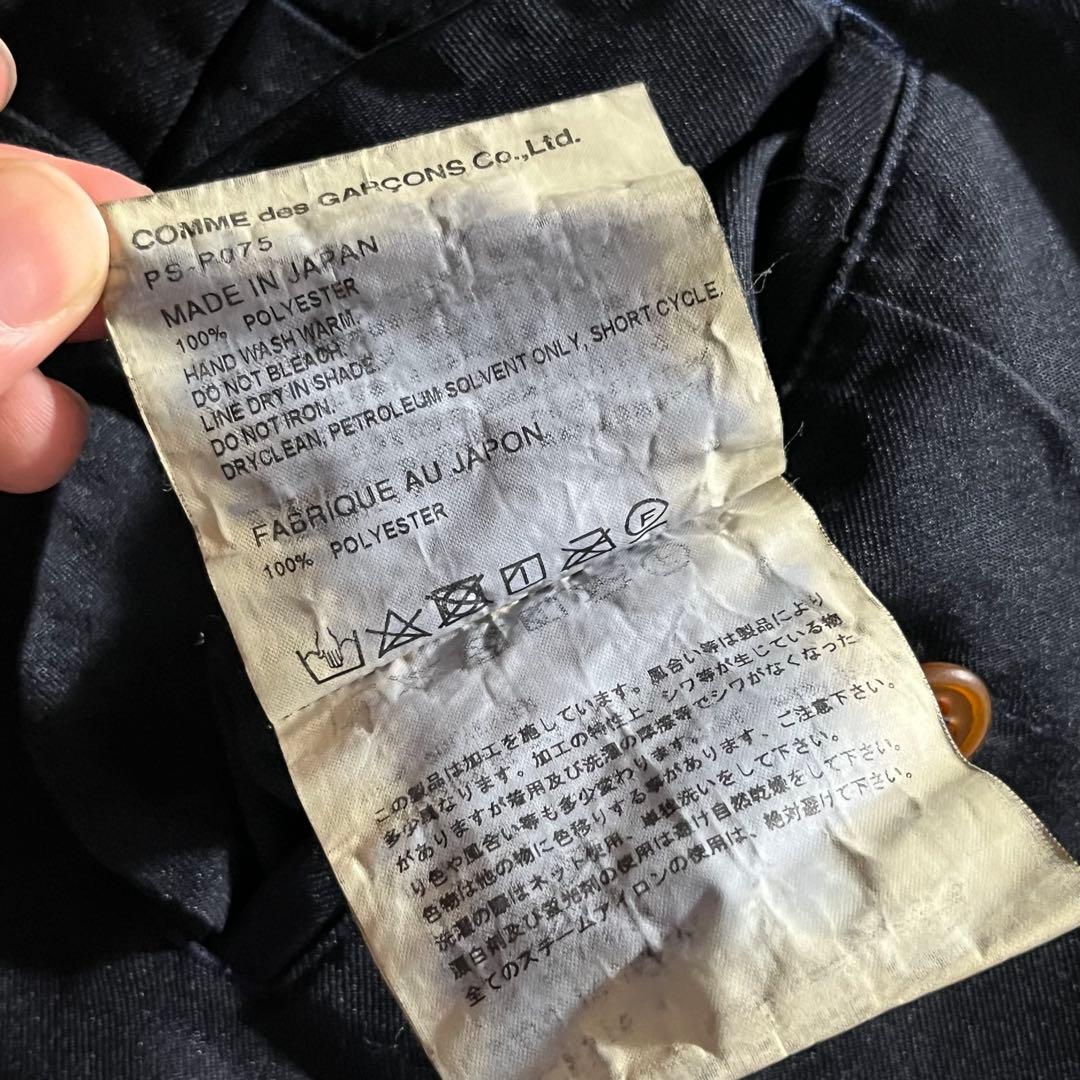 COMME des GARÇONS Co.,Ltd.
PS-P075
MADE IN JAPAN
100% POLYESTER
HAND WASH WARM.
DO NOT BLEACH.
LINE DRY IN SHADE.
DO NOT IRON.
DRYCLEAN, PETROLEUM SOLVENT ONLY, SHORT CYCLE.
FABRIQUE AU JAPON
100% POLYESTER
F
この製品は加工を施しています。風合い等は製品により
多少異なります。加工の特性上、シワ等が生じている物
がありますが着用及び洗濯の摩擦等でシワがなくなった
り色や風合い等も多少変わります。
色物は他の物に色移りする事があります、ご注意下さい。
洗濯の際はネット使用、単独洗いをして下さい。
漂白剤及び蛍光剤の使用は避け自然乾燥をして下さい。
全てのスチームアイロンの使用は、絶対避けて下さい。